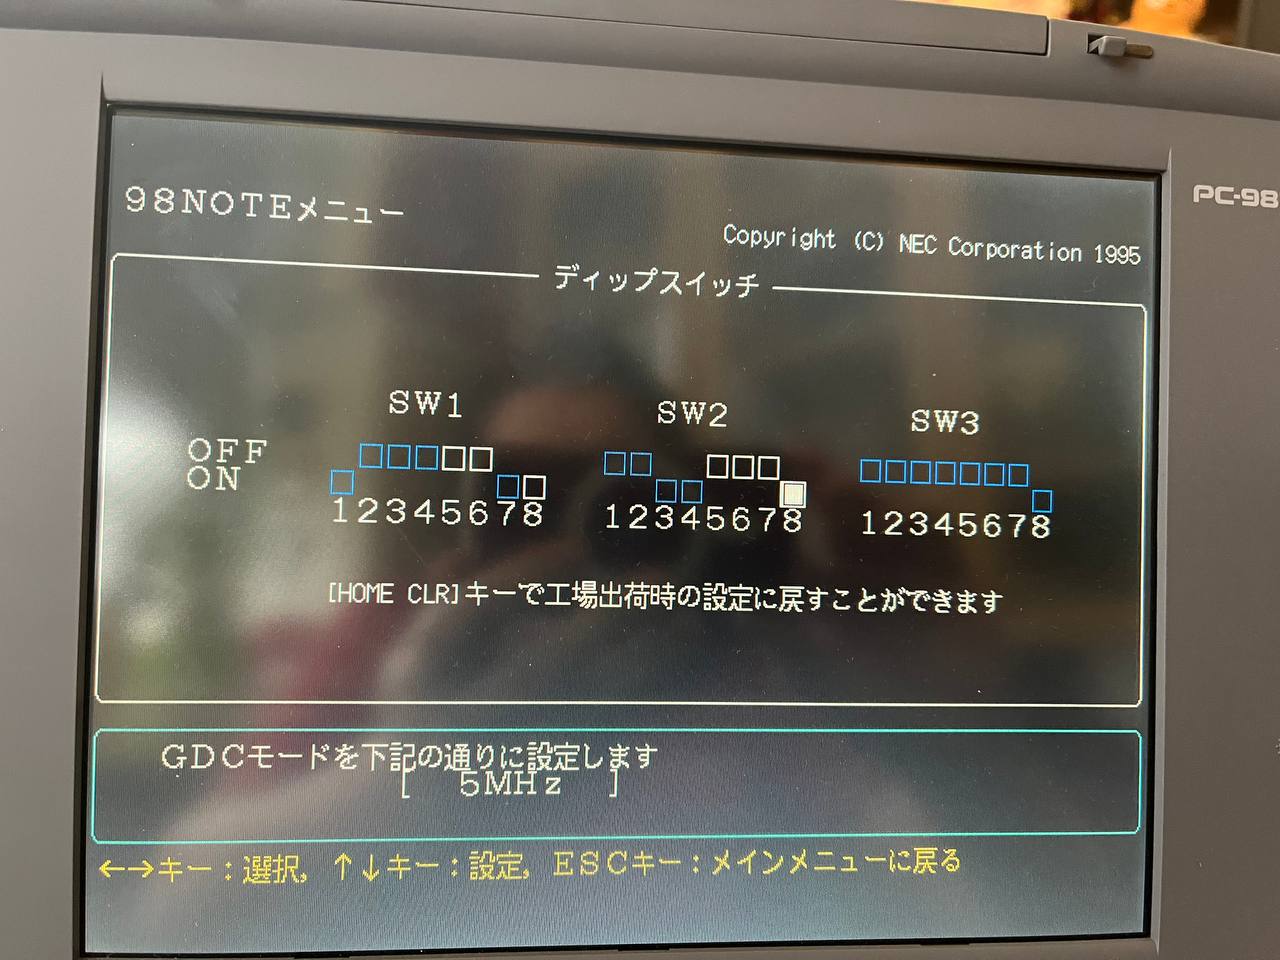 PC-98
98NOTEメニュー
Copyright (C) NEC Corporation 1995
ディップスイッチ
SW1 SW2 SW3
OFF
ON
12345678 12345678 12345678
[HOME CLR]キーで工場出荷時の設定に戻すことができます
GDCモードを下記の通りに設定します
[ 5MHz ]
←→キー：選択, ↑↓キー：設定, ESCキー：メインメニューに戻る